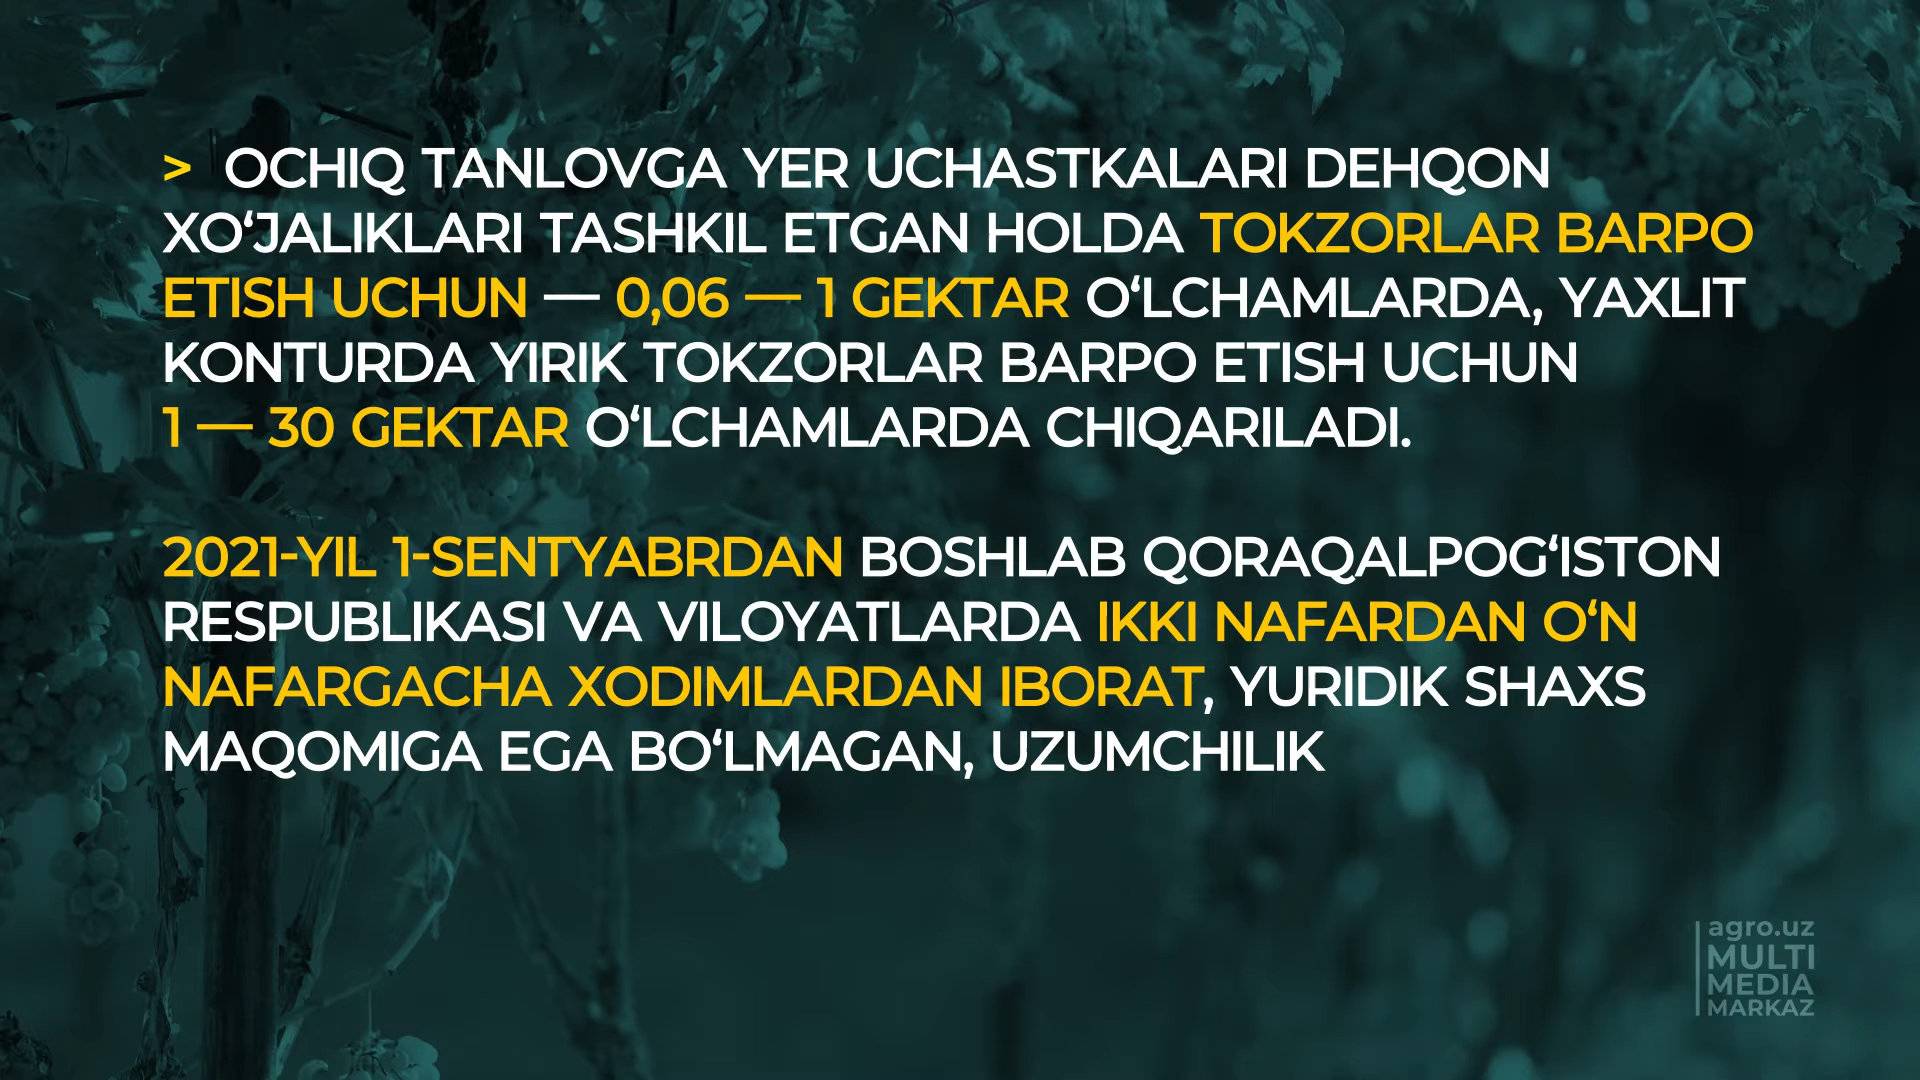 > OCHIQ TANLOVGA YER UCHASTKALARI DEHQON
XO‘JALIKLARI TASHKIL ETGAN HOLDA TOKZORLAR BARPO
ETISH UCHUN — 0,06 — 1 GEKTAR O‘LCHAMLARDA, YAXLIT
KONTURDA YIRIK TOKZORLAR BARPO ETISH UCHUN
1 — 30 GEKTAR O‘LCHAMLARDA CHIQARILADI.
2021-YIL 1-SENTYABRDAN BOSHLAB QORAQALPOG‘ISTON
RESPUBLIKASI VA VILOYATLARDA IKKI NAFARDAN O‘N
NAFARGACHA XODIMLARDAN IBORAT, YURIDIK SHAXS
MAQOMIGA EGA BO‘LMAGAN, UZUMCHILIK
agro.uz
MULTI
MEDIA
MARKAZ